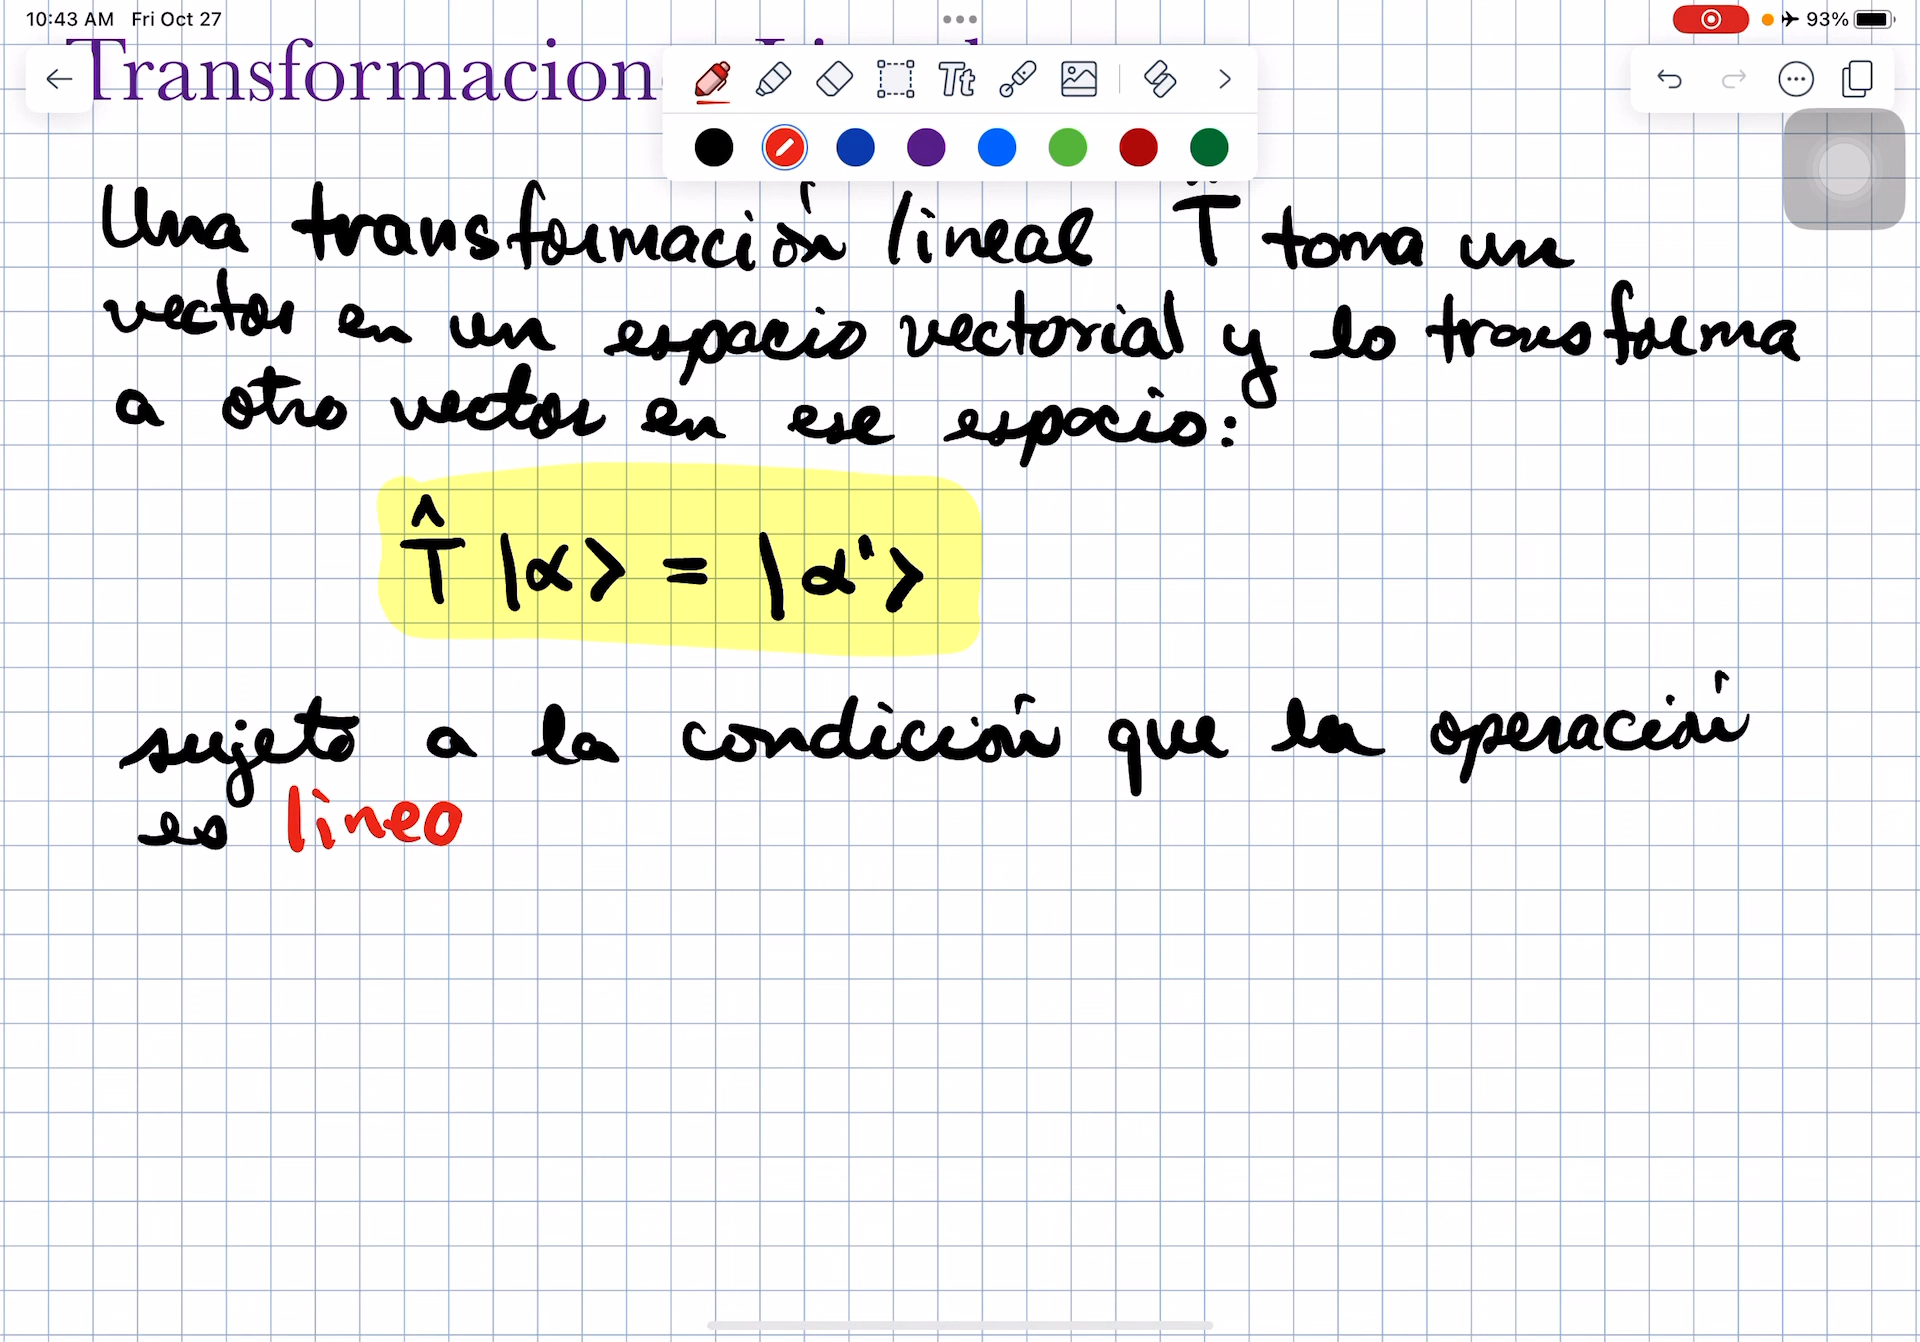 10:43 AM Fri Oct 27
93%
Transformacion
Tt
Una transformación lineal T̂ toma un
vector en un espacio vectorial y lo transforma
a otro vector en ese espacio:
T̂ |α> = |α'>
sujeto a la condición que la operación
es lineo